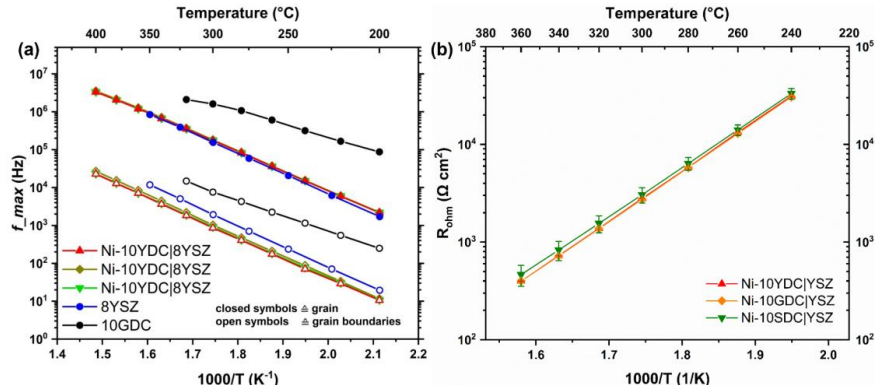 Temperature (°C)
400 350 300 250 200
(a)
10⁷
10⁶
10⁵
10⁴
10³
10²
10¹
10⁰
f_max (Hz)
Ni-10YDC|8YSZ
Ni-10YDC|8YSZ
Ni-10YDC|8YSZ
8YSZ
10GDC
closed symbols ≙ grain
open symbols ≙ grain boundaries
1.4 1.5 1.6 1.7 1.8 1.9 2.0 2.1 2.2
1000/T (K⁻¹)
Temperature (°C)
360 340 320 300 280 260 240 220
380
(b)
10⁵ 10⁵
10⁴ 10⁴
10³ 10³
10² 10²
R_ohm (Ω cm²)
Ni-10YDC|YSZ
Ni-10GDC|YSZ
Ni-10SDC|YSZ
1.6 1.7 1.8 1.9 2.0
1000/T (1/K)